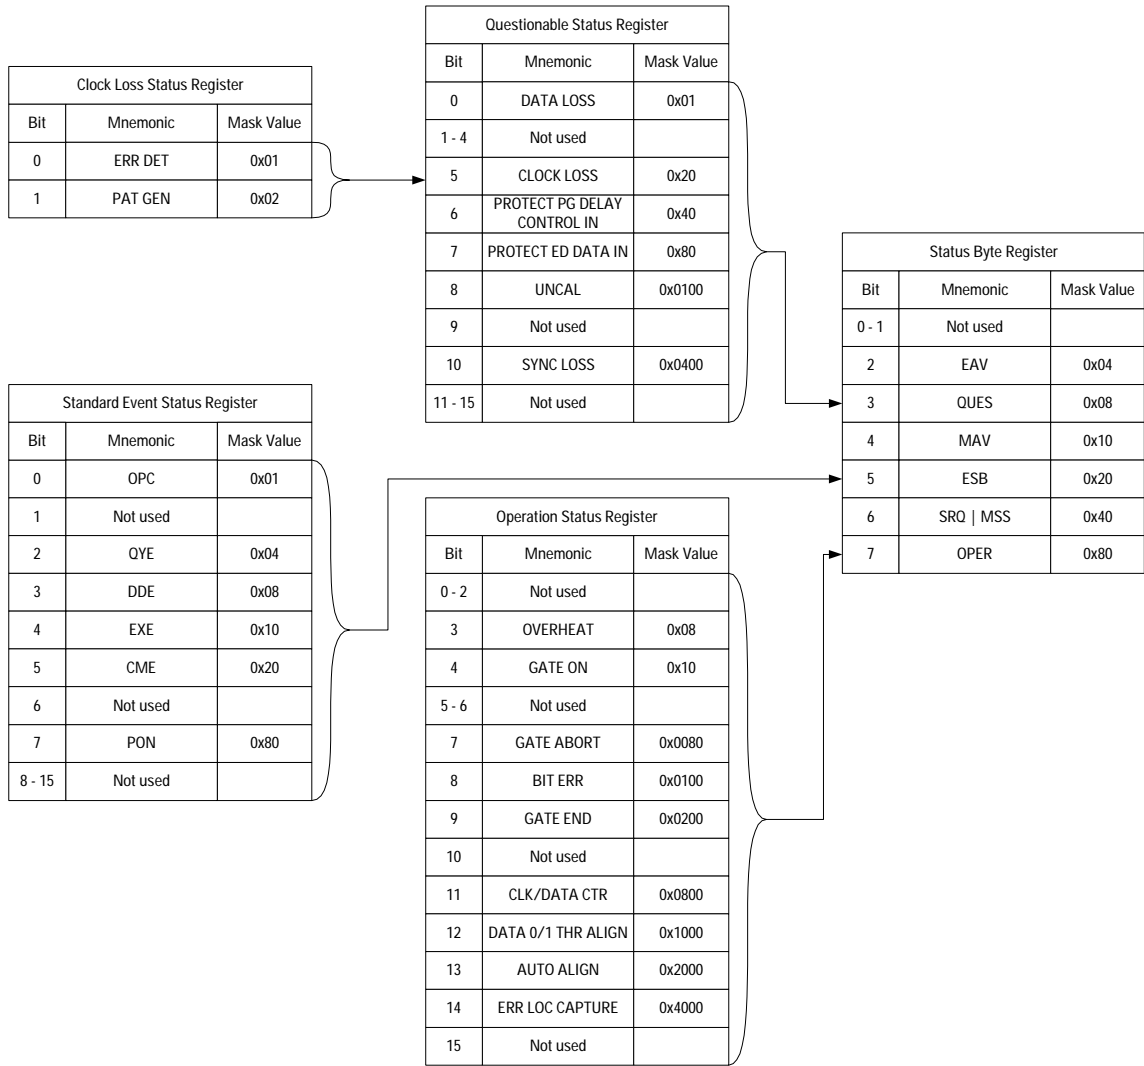 Clock Loss Status Register
Bit Mnemonic Mask Value
0 ERR DET 0x01
1 PAT GEN 0x02
Questionable Status Register
Bit Mnemonic Mask Value
0 DATA LOSS 0x01
1 - 4 Not used
5 CLOCK LOSS 0x20
6 PROTECT PG DELAY
CONTROL IN 0x40
7 PROTECT ED DATA IN 0x80
8 UNCAL 0x0100
9 Not used
10 SYNC LOSS 0x0400
11 - 15 Not used
Status Byte Register
Bit Mnemonic Mask Value
0 - 1 Not used
2 EAV 0x04
3 QUES 0x08
4 MAV 0x10
5 ESB 0x20
6 SRQ | MSS 0x40
7 OPER 0x80
Standard Event Status Register
Bit Mnemonic Mask Value
0 OPC 0x01
1 Not used
2 QYE 0x04
3 DDE 0x08
4 EXE 0x10
5 CME 0x20
6 Not used
7 PON 0x80
8 - 15 Not used
Operation Status Register
Bit Mnemonic Mask Value
0 - 2 Not used
3 OVERHEAT 0x08
4 GATE ON 0x10
5 - 6 Not used
7 GATE ABORT 0x0080
8 BIT ERR 0x0100
9 GATE END 0x0200
10 Not used
11 CLK/DATA CTR 0x0800
12 DATA 0/1 THR ALIGN 0x1000
13 AUTO ALIGN 0x2000
14 ERR LOC CAPTURE 0x4000
15 Not used